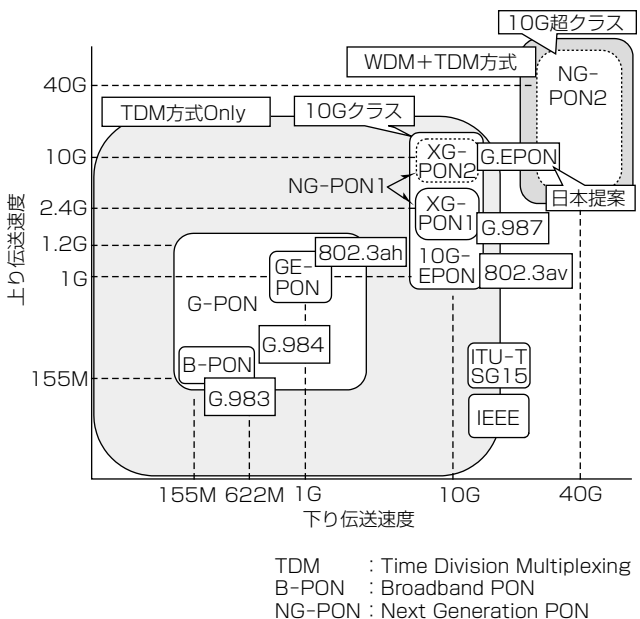 10G超クラス
WDM＋TDM方式
NG-
PON2
40G
TDM方式Only
10Gクラス
10G
XG-
PON2
G.EPON
NG-PON1
日本提案
2.4G
XG-
PON1
G.987
上り伝送速度
1.2G
802.3ah
10G-
EPON
802.3av
1G
GE-
PON
G-PON
G.984
ITU-T
SG15
155M
B-PON
G.983
IEEE
155M 622M 1G 10G 40G
下り伝送速度
TDM : Time Division Multiplexing
B-PON : Broadband PON
NG-PON : Next Generation PON